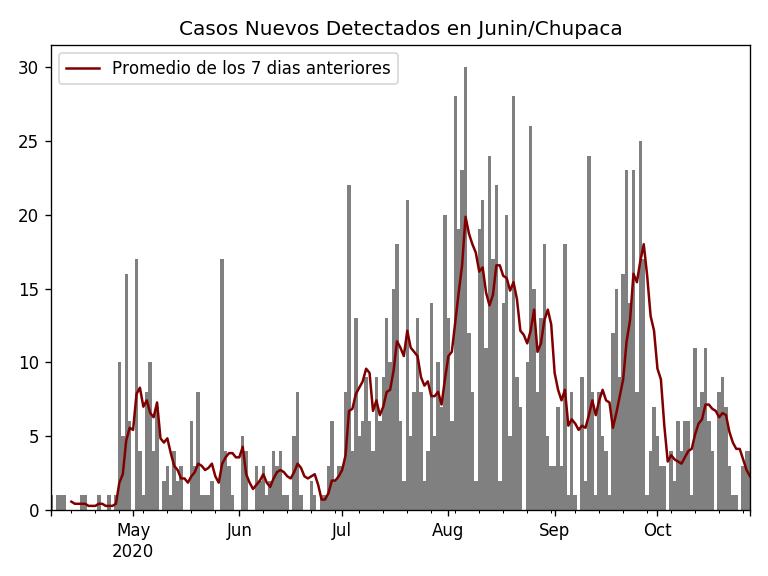 Casos Nuevos Detectados en Junin/Chupaca
Promedio de los 7 dias anteriores
30
25
20
15
10
5
0
May Jun Jul Aug Sep Oct
2020